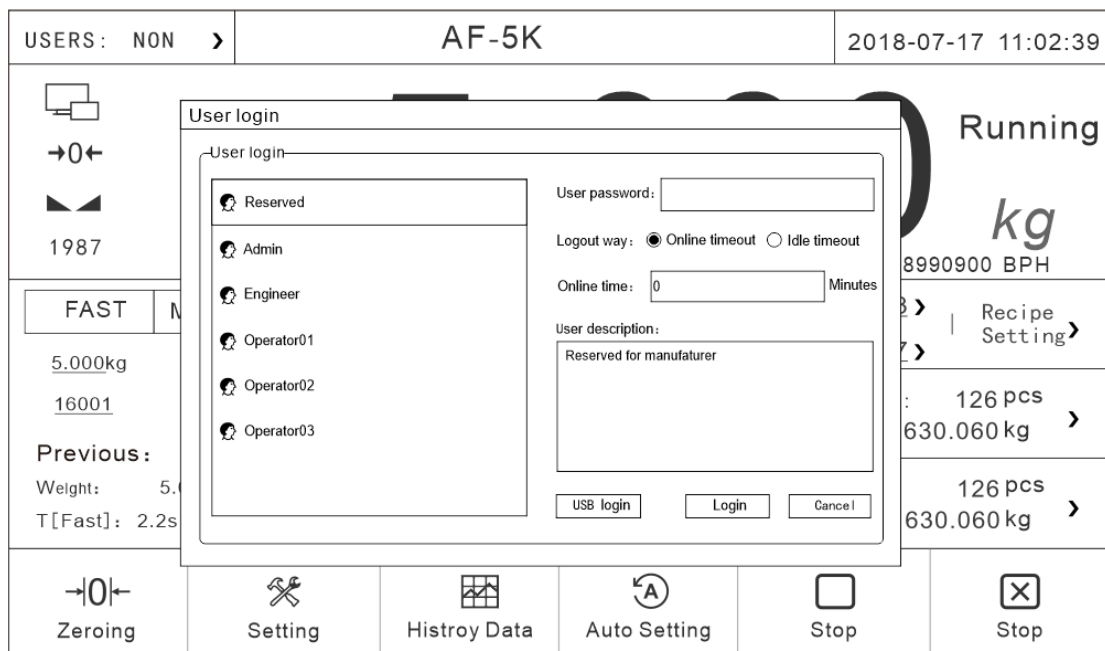 USERS: NON
AF-5K
2018-07-17 11:02:39
Running
kg
8990900 BPH
→0←
1987
User login
User login
Reserved
Admin
Engineer
Operator01
Operator02
Operator03
User password:
Logout way: Online timeout Idle timeout
Online time: 0 Minutes
User description:
Reserved for manufaturer
USB login Login Cancel
FAST
5.000kg
16001
Previous:
Weight: 5.
T[Fast]: 2.2s
Recipe
Setting
126 pcs
630.060 kg
126 pcs
630.060 kg
→0←
Zeroing
Setting
Histroy Data
A
Auto Setting
Stop
Stop